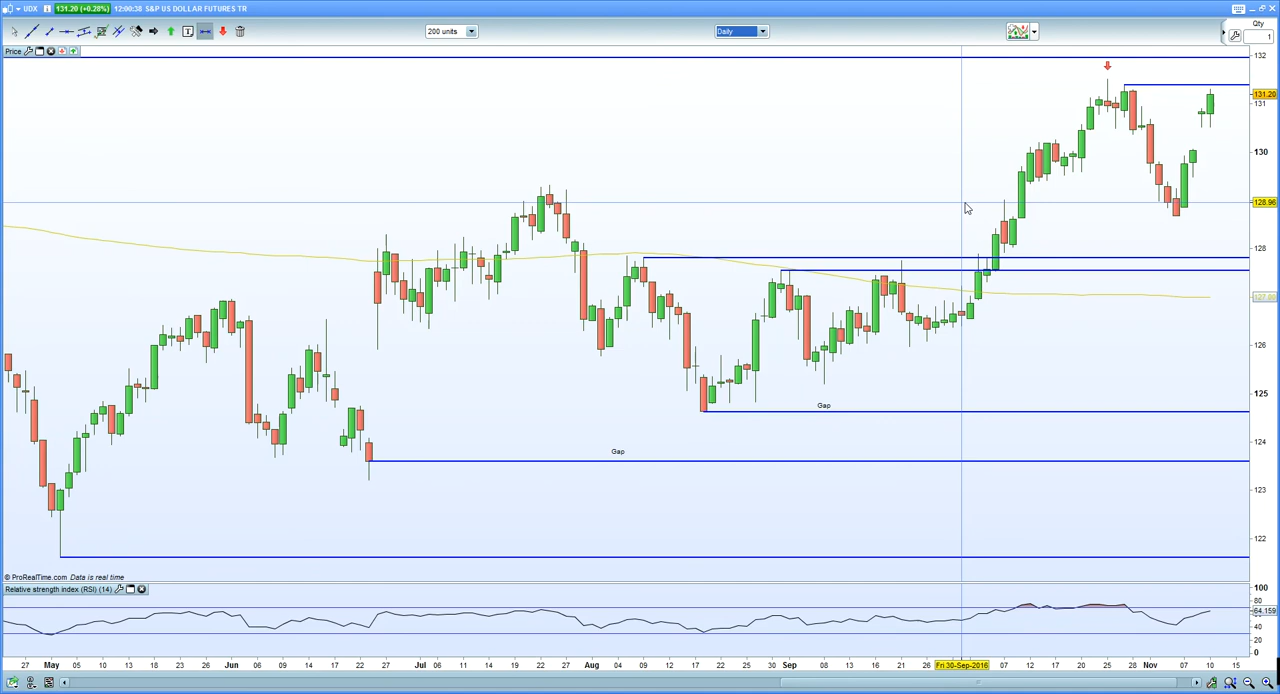 UDX 131.20 (+0.28%) 12:00:38 S&P US DOLLAR FUTURES TR
200 units
Daily
Qty
1
Price
132
131.20
131
130
128.96
128
127.00
126
125
124
123
122
Gap
Gap
© ProRealTime.com Data is real time
Relative strength index (RSI) (14)
100
80
64.159
40
20
0
27 May 05 10 13 18 23 26 Jun 06 09 14 17 22 27 Jul 06 11 14 19 22 27 Aug 04 09 12 17 22 25 30 Sep 08 13 16 21 26 Fri 30-Sep-2016 07 12 17 20 25 28 Nov 07 10 15